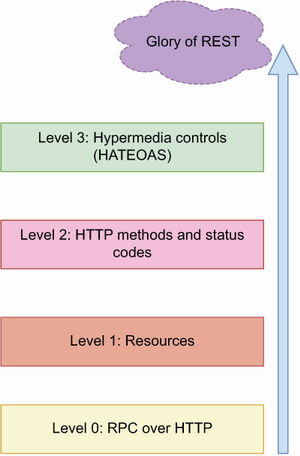 Glory of REST
Level 3: Hypermedia controls
(HATEOAS)
Level 2: HTTP methods and status
codes
Level 1: Resources
Level 0: RPC over HTTP